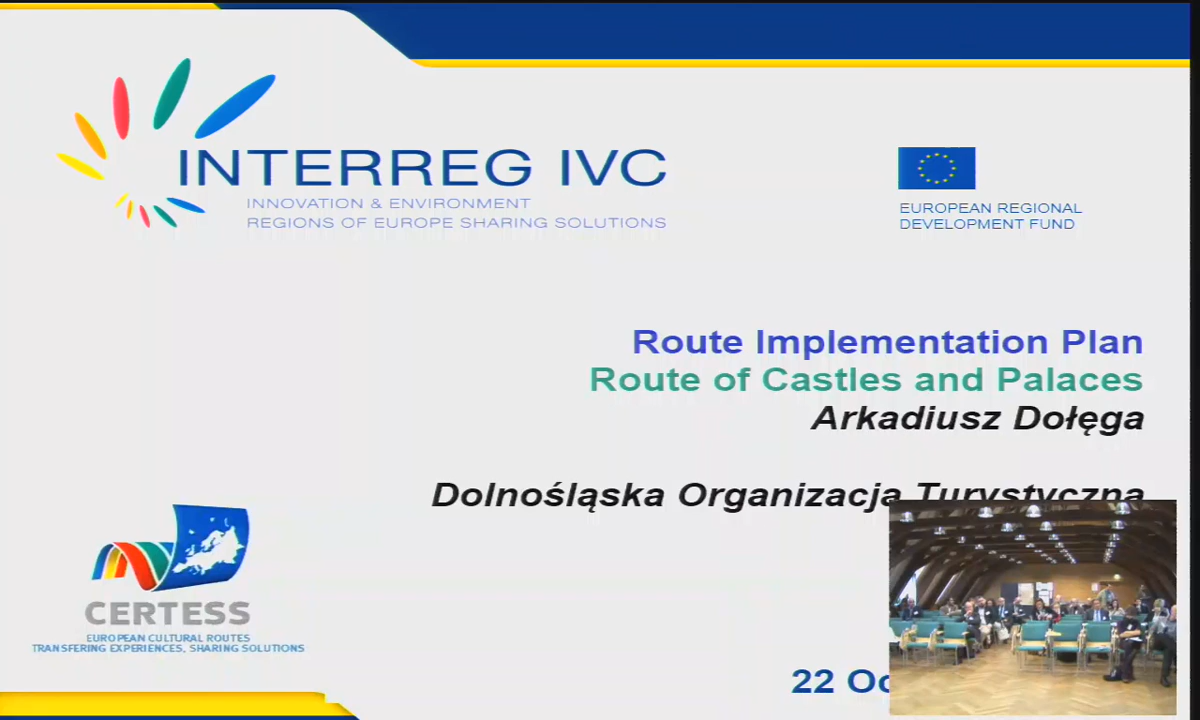 INTERREG IVC
INNOVATION & ENVIRONMENT
REGIONS OF EUROPE SHARING SOLUTIONS
EUROPEAN REGIONAL
DEVELOPMENT FUND
Route Implementation Plan
Route of Castles and Palaces
Arkadiusz Dołęga
Dolnośląska Organizacja Turystyczna
CERTESS
EUROPEAN CULTURAL ROUTES
TRANSFERING EXPERIENCES, SHARING SOLUTIONS
22